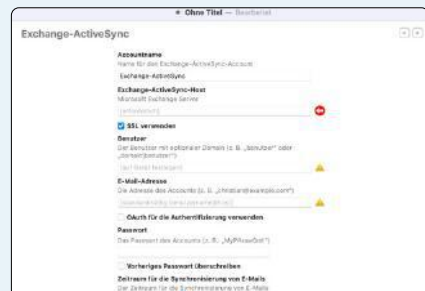 Ohne Titel — Bearbeitet
Exchange-ActiveSync
Accountname
Name für den Exchange-ActiveSync-Account
Exchange-ActiveSync
Exchange-ActiveSync-Host
Microsoft Exchange Server
[erforderlich]
SSL verwenden
Benutzer
Der Benutzer mit optionaler Domain (z. B. „benutzer“ oder
„domain\benutzer“)
E-Mail-Adresse
Die Adresse des Accounts (z. B. „christian@example.com“)
OAuth für die Authentifizierung verwenden
Passwort
Das Passwort des Accounts (z. B.
Vorheriges Passwort überschreiben
Zeitraum für die Synchronisierung von E-Mails
Der Zeitraum für die Synchronisierung von E-Mails